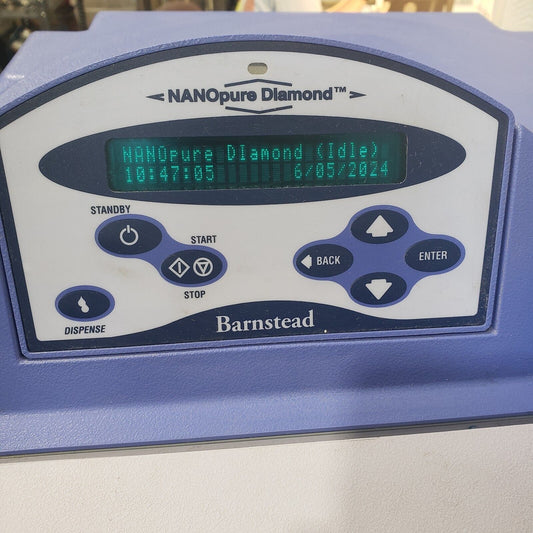 NANOpure Diamond™
NANOpure DIamond (Idle)
10:47:05 6/05/2024
STANDBY
START
STOP
BACK
ENTER
DISPENSE
Barnstead